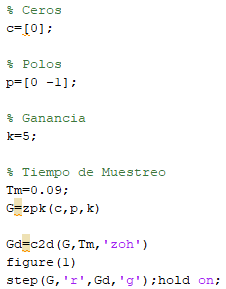 % Ceros
c=[0];
% Polos
p=[0 -1];
% Ganancia
k=5;
% Tiempo de Muestreo
Tm=0.09;
G=zpk(c,p,k)
Gd=c2d(G,Tm,'zoh')
figure(1)
step(G,'r',Gd,'g');hold on;